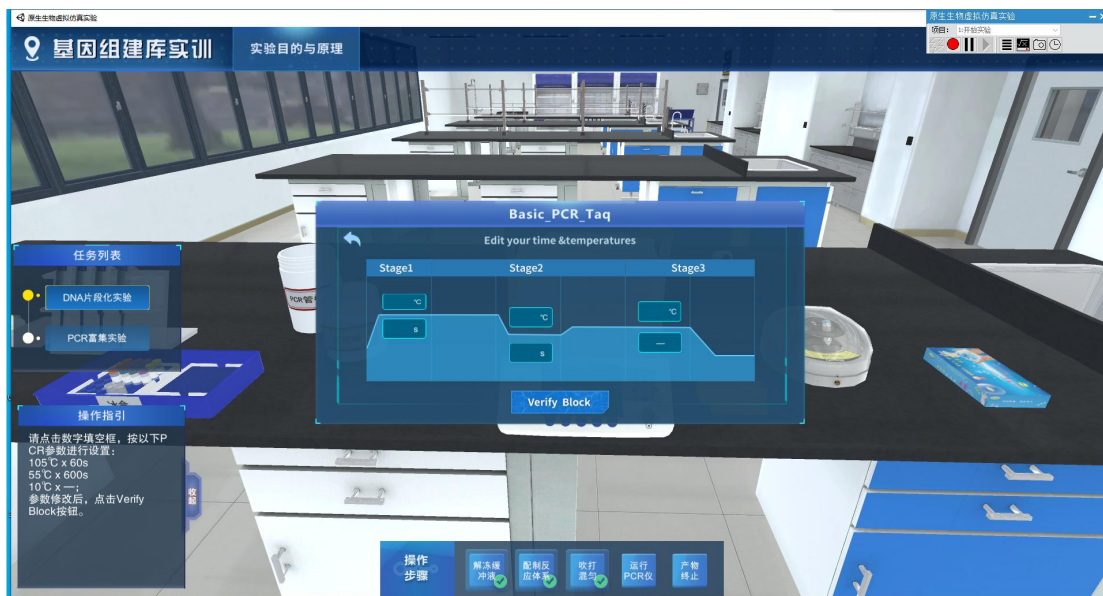 原生生物虚拟仿真实验
原生生物虚拟仿真实验
项目： 1:开始实验
基因组建库实训
实验目的与原理
Basic_PCR_Taq
Edit your time &temperatures
Stage1 Stage2 Stage3
℃
s
℃
s
℃
—
Verify Block
任务列表
DNA片段化实验
PCR富集实验
PCR管
操作指引
请点击数字填空框，按以下P
CR参数进行设置：
105℃ x 60s
55℃ x 600s
10℃ x —；
参数修改后，点击Verify
Block按钮。
收起
操作
步骤
解冻缓
冲液
配制反
应体系
吹打
混匀
运行
PCR仪
产物
终止